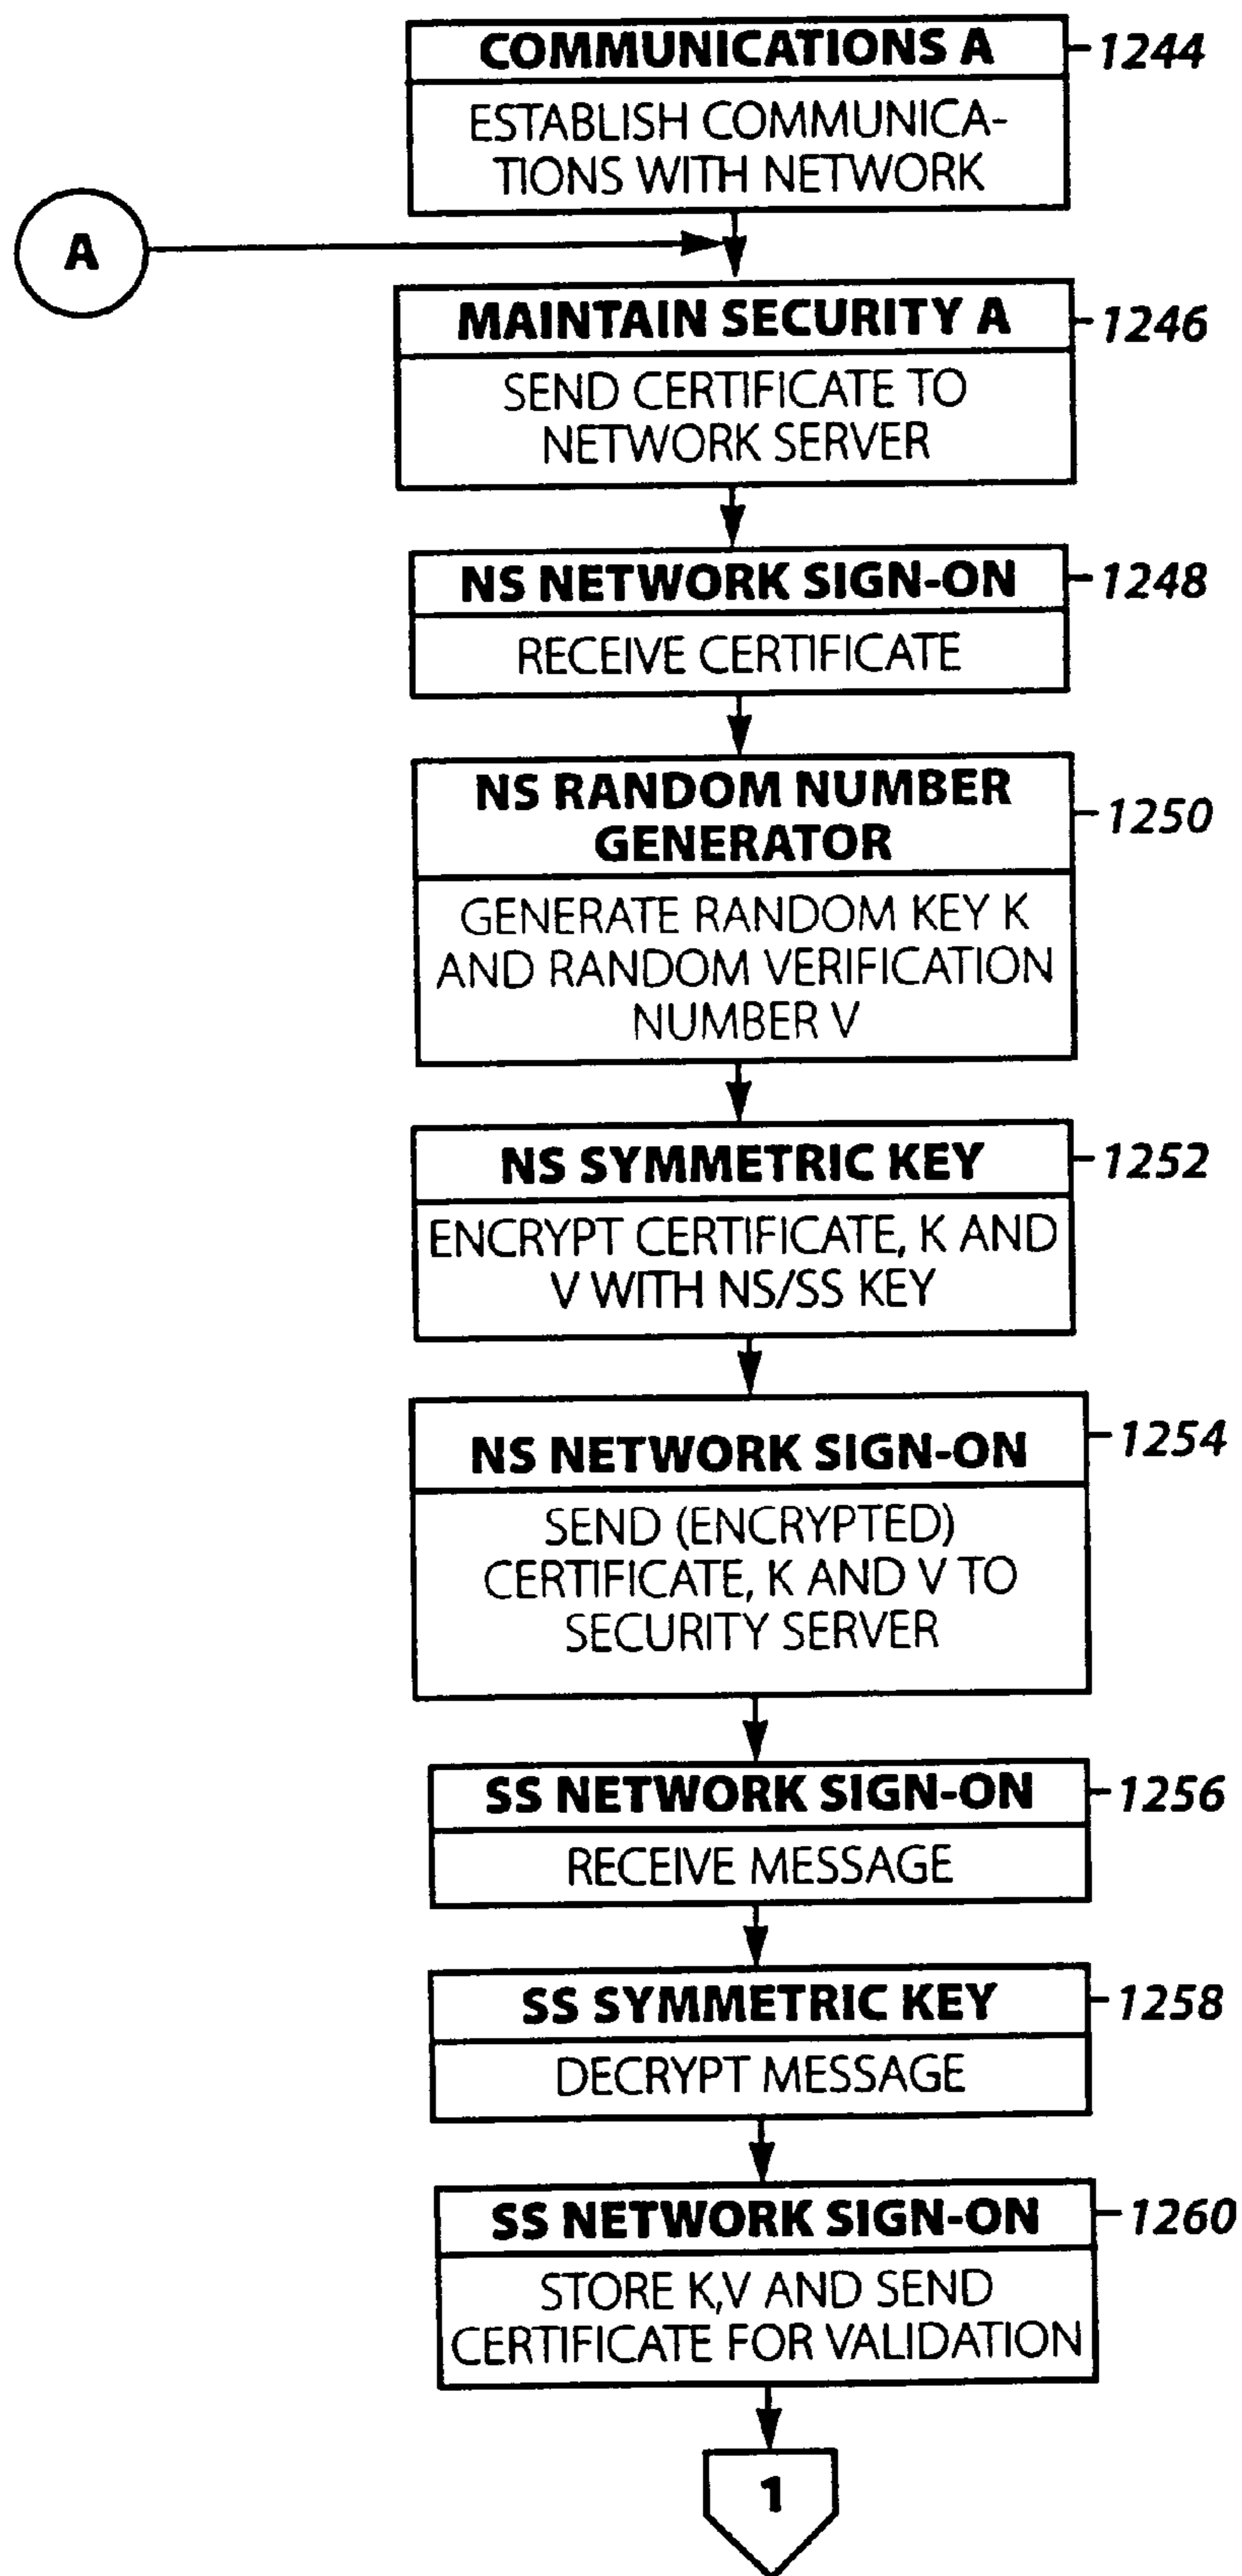 COMMUNICATIONS A
1244
ESTABLISH COMMUNICA-
TIONS WITH NETWORK
A
MAINTAIN SECURITY A
1246
SEND CERTIFICATE TO
NETWORK SERVER
NS NETWORK SIGN-ON
1248
RECEIVE CERTIFICATE
NS RANDOM NUMBER
GENERATOR
1250
GENERATE RANDOM KEY K
AND RANDOM VERIFICATION
NUMBER V
NS SYMMETRIC KEY
1252
ENCRYPT CERTIFICATE, K AND
V WITH NS/SS KEY
NS NETWORK SIGN-ON
1254
SEND (ENCRYPTED)
CERTIFICATE, K AND V TO
SECURITY SERVER
SS NETWORK SIGN-ON
1256
RECEIVE MESSAGE
SS SYMMETRIC KEY
1258
DECRYPT MESSAGE
SS NETWORK SIGN-ON
1260
STORE K,V AND SEND
CERTIFICATE FOR VALIDATION
1